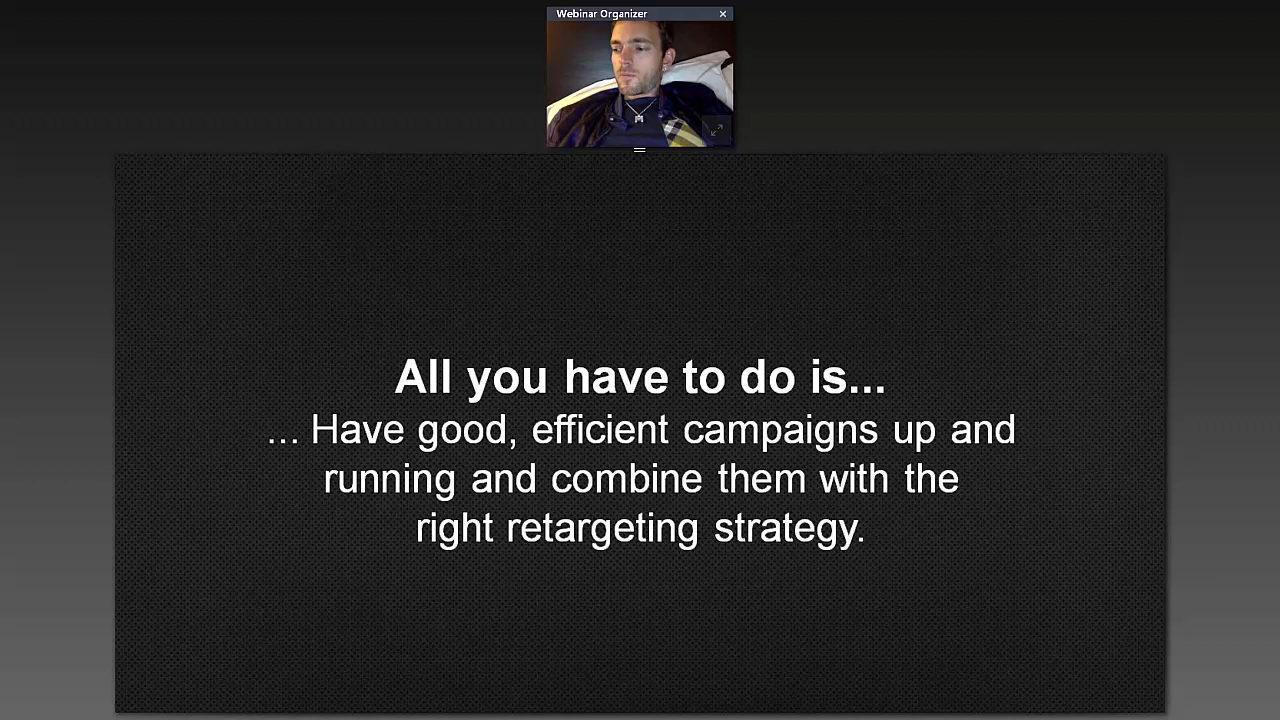 Webinar Organizer
All you have to do is...
... Have good, efficient campaigns up and
running and combine them with the
right retargeting strategy.